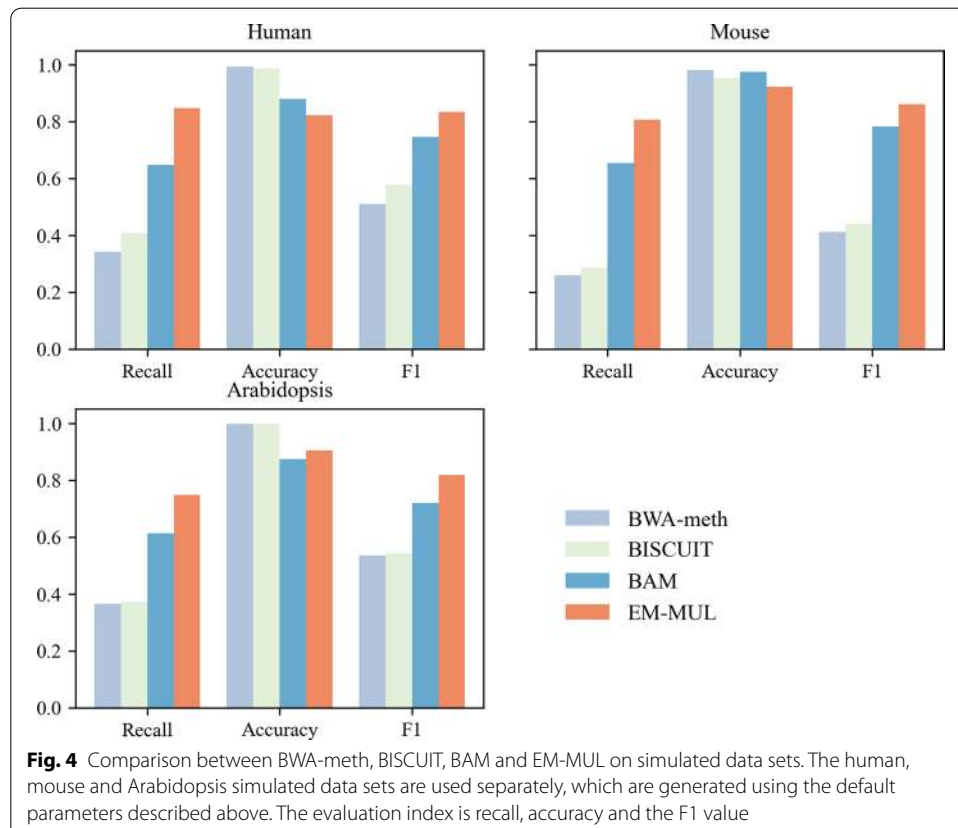 Human
1.0
0.8
0.6
0.4
0.2
0.0
Recall
Accuracy
F1
Mouse
Recall
Accuracy
F1
Arabidopsis
1.0
0.8
0.6
0.4
0.2
0.0
Recall
Accuracy
F1
BWA-meth
BISCUIT
BAM
EM-MUL
Fig. 4 Comparison between BWA-meth, BISCUIT, BAM and EM-MUL on simulated data sets. The human,
mouse and Arabidopsis simulated data sets are used separately, which are generated using the default
parameters described above. The evaluation index is recall, accuracy and the F1 value